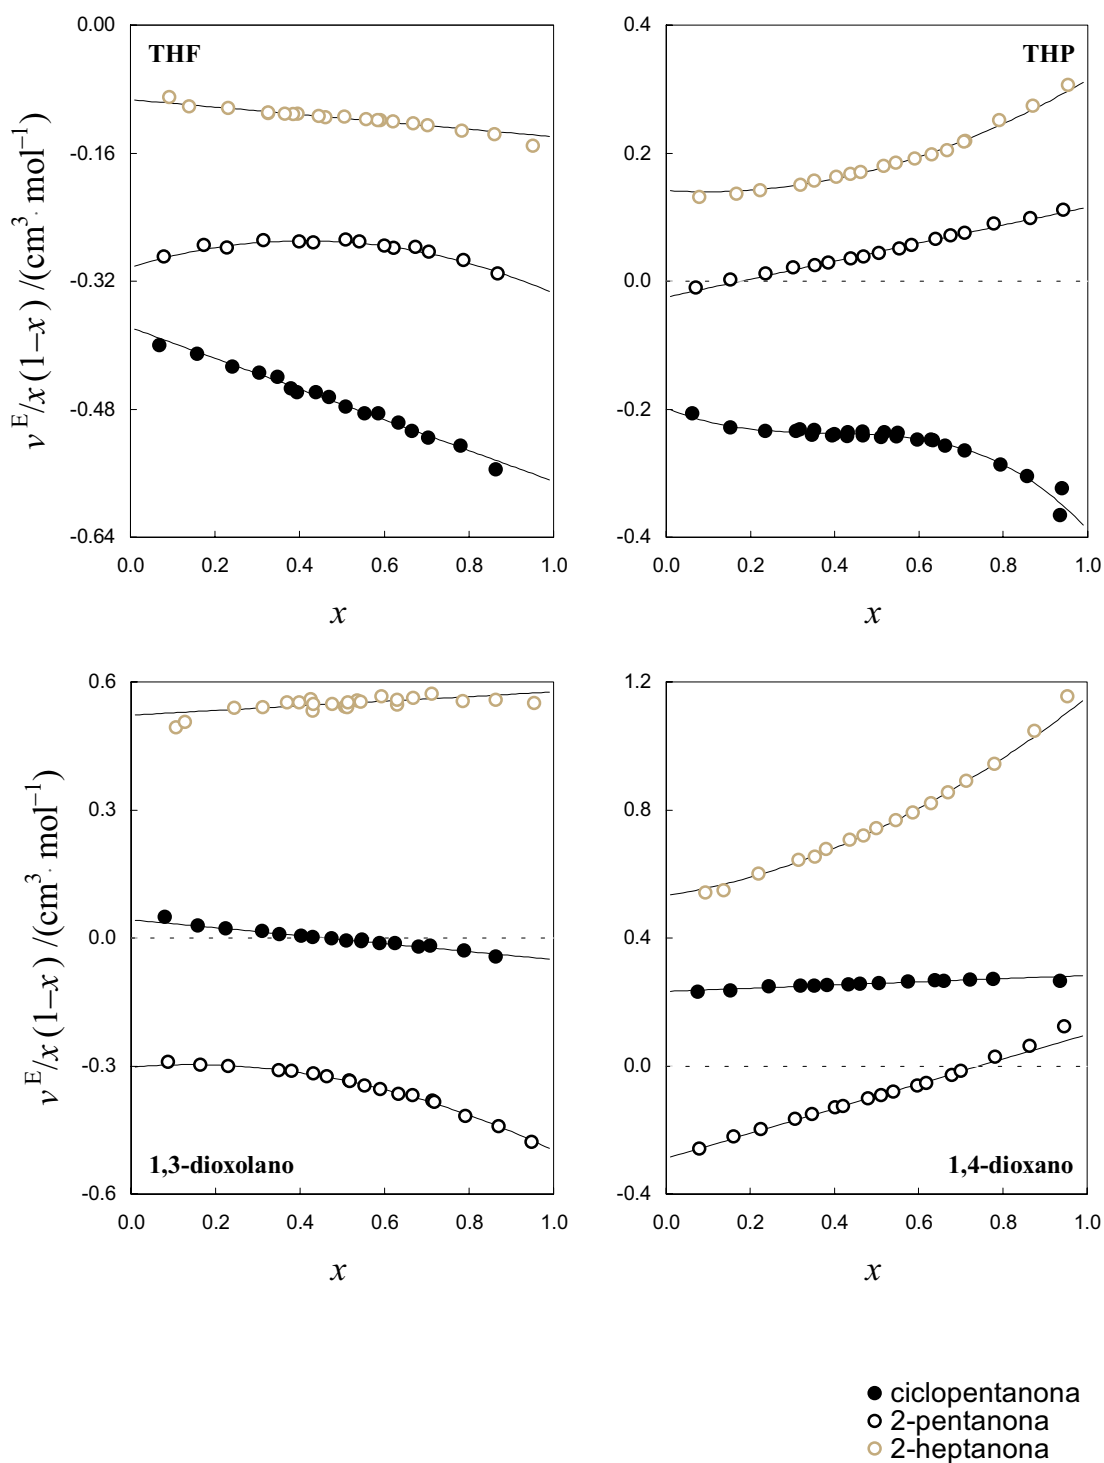 0.00
-0.16
-0.32
-0.48
-0.64
THF
v^E/x(1−x) /(cm³· mol⁻¹)
0.0 0.2 0.4 0.6 0.8 1.0
x
0.4
0.2
0.0
-0.2
-0.4
THP
0.0 0.2 0.4 0.6 0.8 1.0
x
0.6
0.3
0.0
-0.3
-0.6
v^E/x(1−x) /(cm³· mol⁻¹)
1,3-dioxolano
0.0 0.2 0.4 0.6 0.8 1.0
x
1.2
0.8
0.4
0.0
-0.4
1,4-dioxano
0.0 0.2 0.4 0.6 0.8 1.0
x
ciclopentanona
2-pentanona
2-heptanona